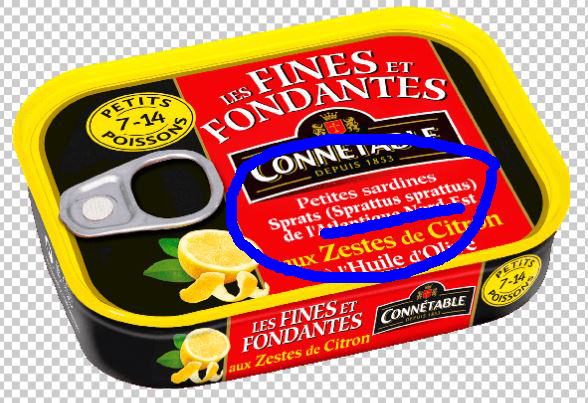 PETITS
7-14
POISSONS
LES FINES ET
FONDANTES
CONNÉTABLE
DEPUIS 1853
Petites sardines
Sprats (Sprattus sprattus)
de l'Atlantique Nord-Est
aux Zestes de Citron
à l'Huile d'Olive
LES FINES ET
FONDANTES
aux Zestes de Citron
CONNÉTABLE
DEPUIS 1853
PETITS
7-14
POISSONS